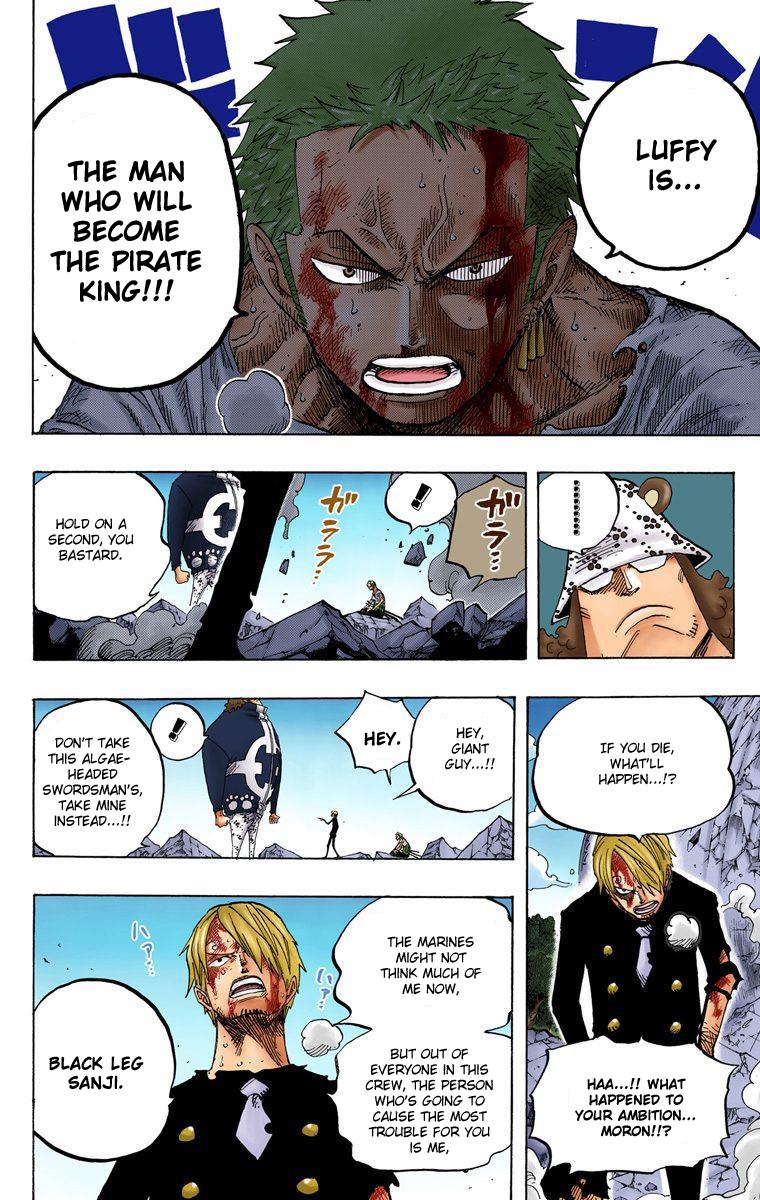 LUFFY
IS...
THE MAN
WHO WILL
BECOME
THE PIRATE
KING!!!
.........
ガラ…
!
ガララ…
HOLD ON A
SECOND, YOU
BASTARD.
IF YOU DIE,
WHAT'LL
HAPPEN...!?
HAA...!! WHAT
HAPPENED TO
YOUR AMBITION...
MORON!!?
HEY,
GIANT
GUY...!!
HEY.
!
DON'T TAKE
THIS ALGAE-
HEADED
SWORDSMAN'S,
TAKE MINE
INSTEAD...!!
THE MARINES
MIGHT NOT
THINK MUCH OF
ME NOW,
BUT OUT OF
EVERYONE IN THIS
CREW, THE PERSON
WHO'S GOING TO
CAUSE THE MOST
TROUBLE FOR YOU
IS ME,
ハァ…
ハァ…
BLACK LEG
SANJI.